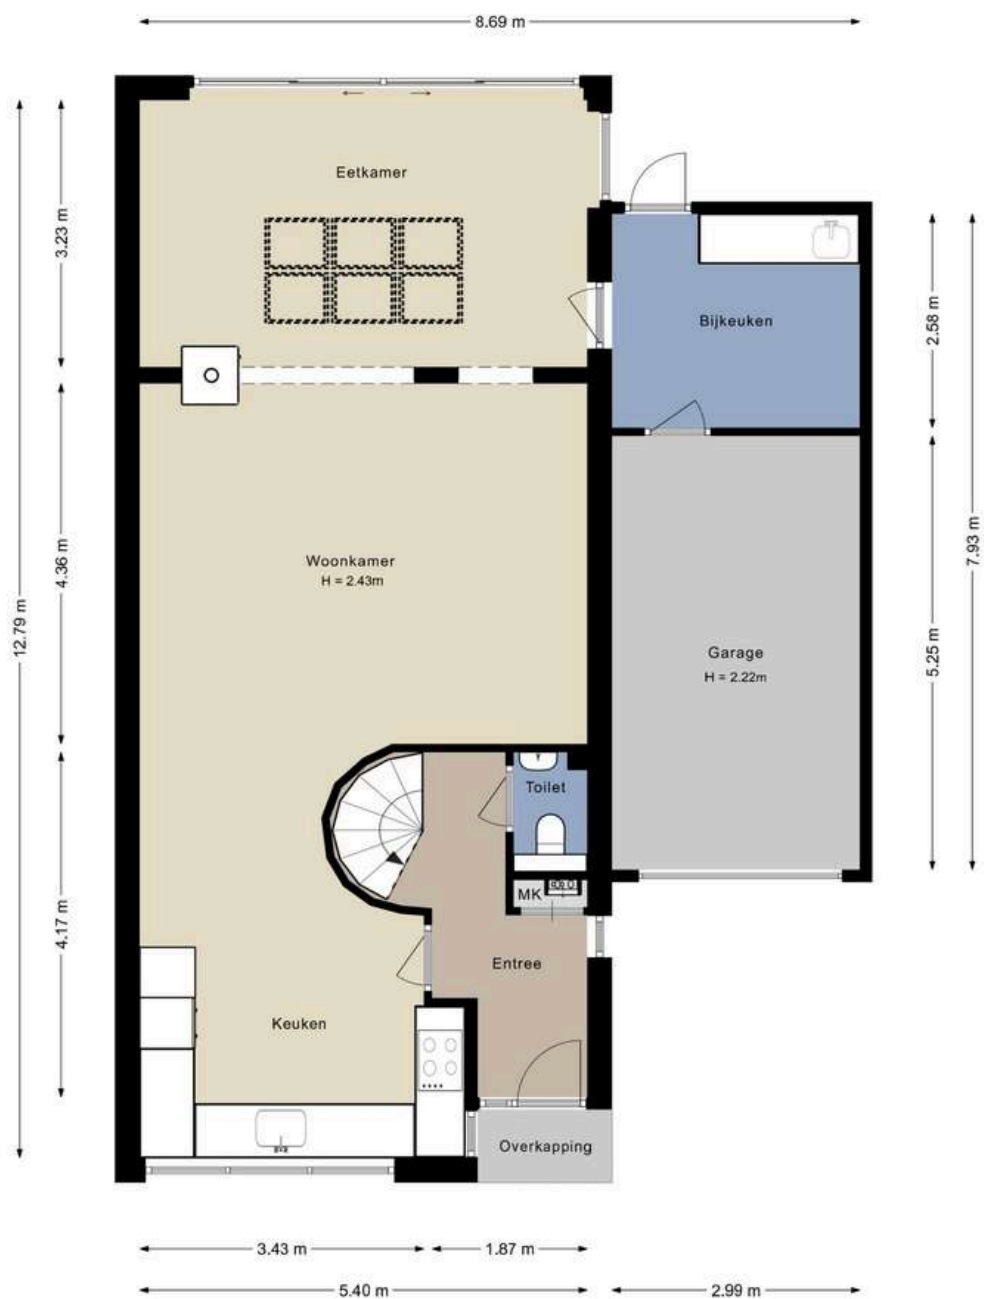 8.69 m
Eetkamer
3.23 m
Bijkeuken
2.58 m
Woonkamer
H = 2.43m
4.36 m
12.79 m
7.93 m
Garage
H = 2.22m
5.25 m
Toilet
MK
4.17 m
Entree
Keuken
Overkapping
3.43 m
1.87 m
5.40 m
2.99 m